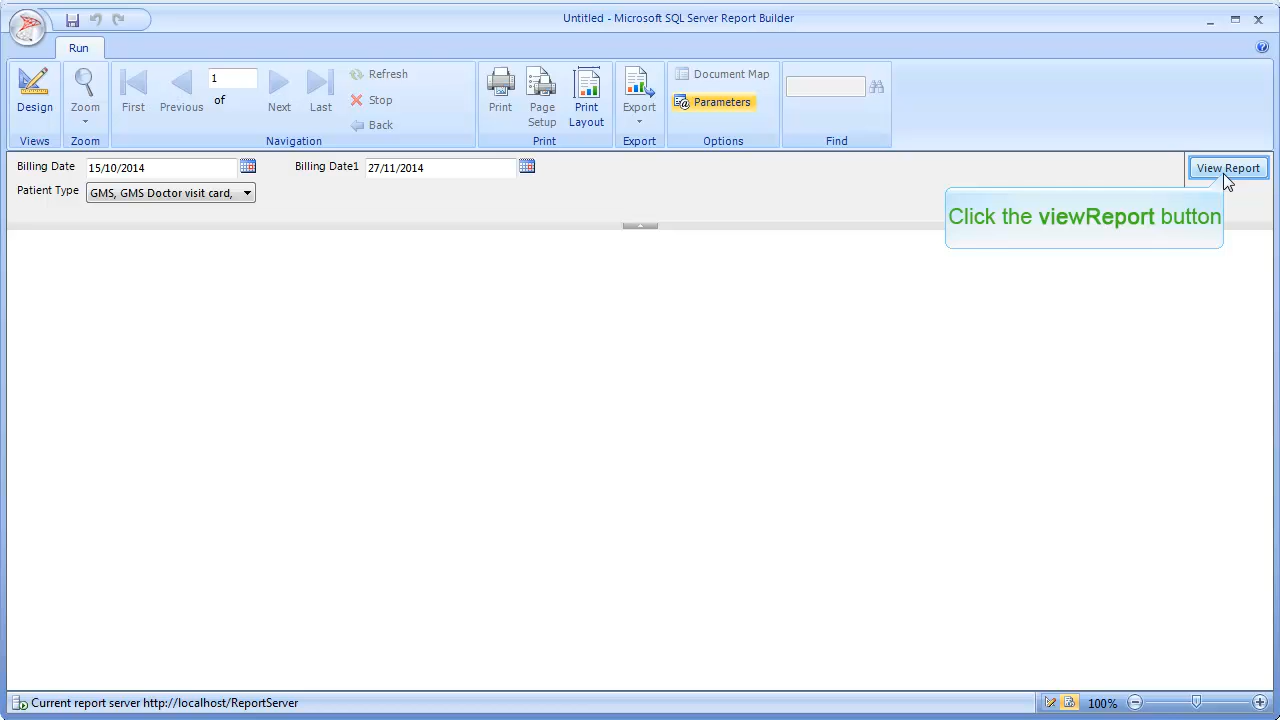 Untitled - Microsoft SQL Server Report Builder
Run
Design
Zoom
First
Previous
1
of
Next
Last
Refresh
Stop
Back
Print
Page Setup
Print Layout
Export
Document Map
Parameters
Views
Zoom
Navigation
Print
Export
Options
Find
Billing Date 15/10/2014 Billing Date1 27/11/2014 View Report
Patient Type GMS, GMS Doctor visit card,
Click the viewReport button
Current report server http://localhost/ReportServer 100%